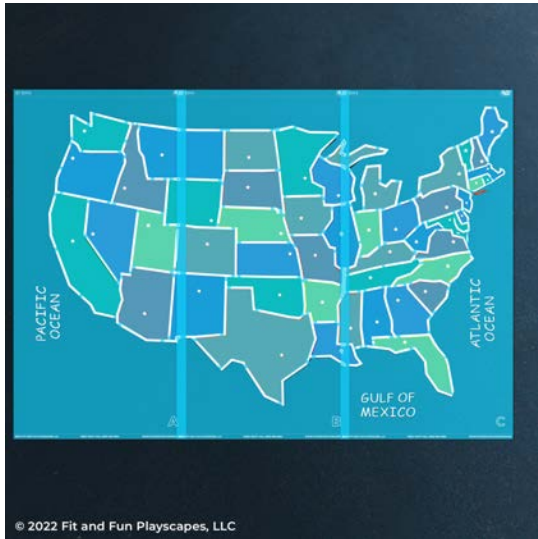 PACIFIC
OCEAN
ATLANTIC
OCEAN
GULF OF
MEXICO
A
B
C
© 2022 Fit and Fun Playscapes, LLC